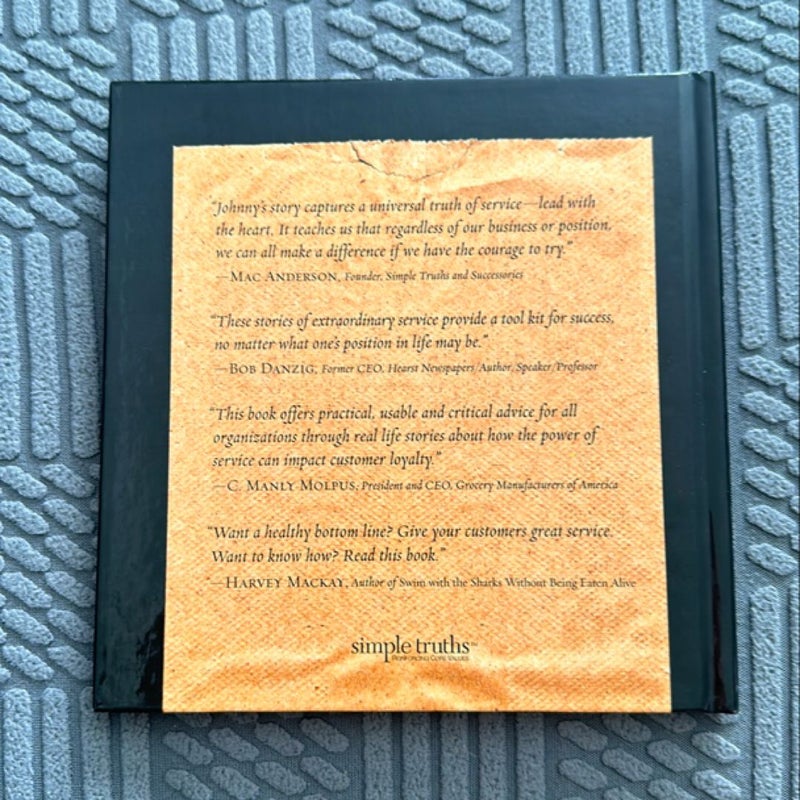 "Johnny's story captures a universal truth of service—lead with
the heart. It teaches us that regardless of our business or position,
we can all make a difference if we have the courage to try."
—MAC ANDERSON, Founder, Simple Truths and Successories
"These stories of extraordinary service provide a tool kit for success,
no matter what one's position in life may be."
—BOB DANZIG, Former CEO, Hearst Newspapers/Author, Speaker/Professor
"This book offers practical, usable and critical advice for all
organizations through real life stories about how the power of
service can impact customer loyalty."
—C. MANLY MOLPUS, President and CEO, Grocery Manufacturers of America
"Want a healthy bottom line? Give your customers great service.
Want to know how? Read this book."
—HARVEY MACKAY, Author of Swim with the Sharks Without Being Eaten Alive
simple truths™
REINFORCING CORE VALUES